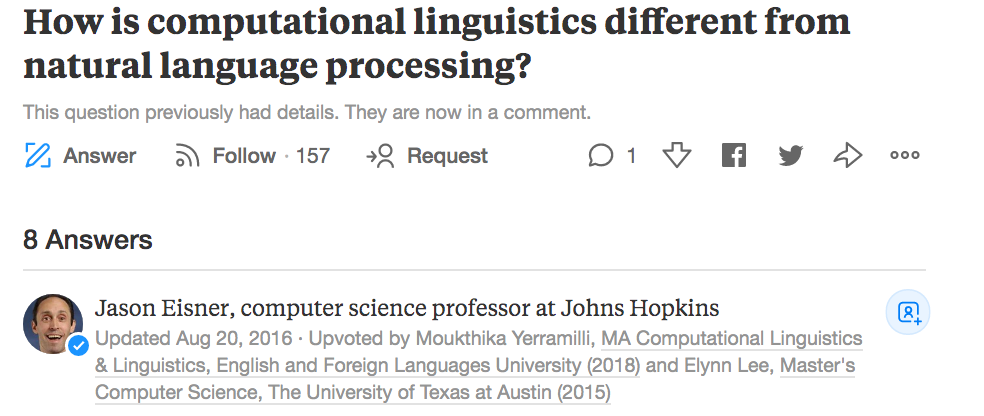 How is computational linguistics different from
natural language processing?
This question previously had details. They are now in a comment.
Answer Follow · 157 Request 1
8 Answers
Jason Eisner, computer science professor at Johns Hopkins
Updated Aug 20, 2016 · Upvoted by Moukthika Yerramilli, MA Computational Linguistics
& Linguistics, English and Foreign Languages University (2018) and Elynn Lee, Master's
Computer Science, The University of Texas at Austin (2015)